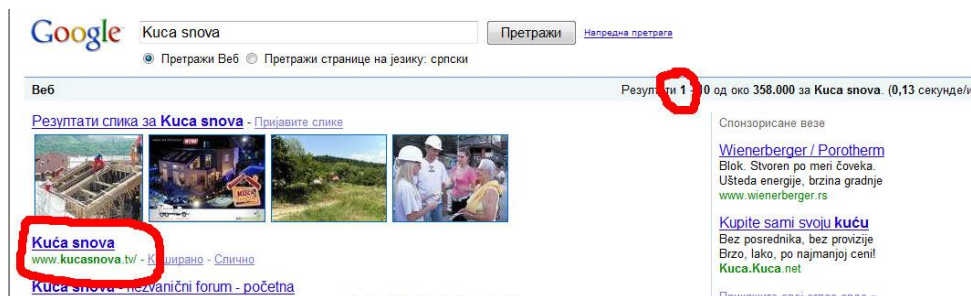 Google
Kuca snova
Претражи
Напредна претрага
Претражи Веб Претражи странице на језику: српски
Веб
Резултати 1 - 10 од око 358.000 за Kuca snova. (0,13 секунде/и
Резултати слика за Kuca snova - Пријавите слике
Kuća snova
www.kucasnova.tv/ - Кеширано - Слично
Kuća snova - nezvanični forum - početna
Спонзорисане везе
Wienerberger / Porotherm
Blok. Stvoren po meri čoveka.
Ušteda energije, brzina gradnje
www.wienerberger.rs
Kupite sami svoju kuću
Bez posrednika, bez provizije
Brzo, lako, po najmanjoj ceni!
Kuca.Kuca.net